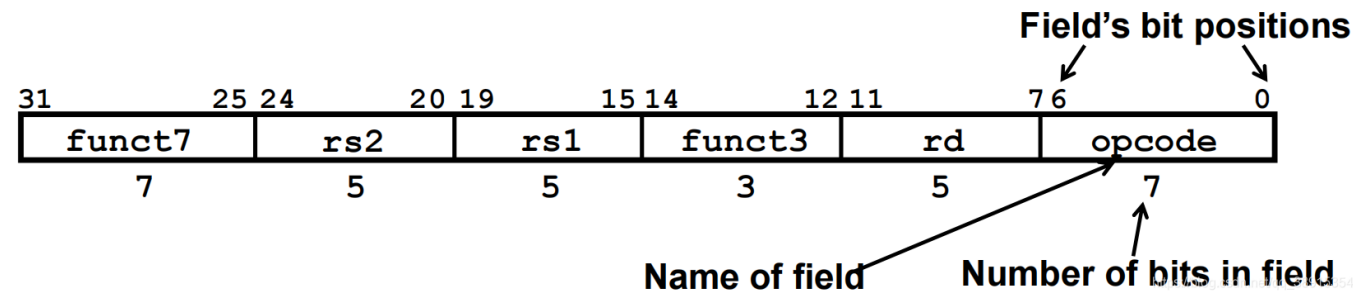 Field's bit positions
31 25 24 20 19 15 14 12 11 7 6 0
funct7 rs2 rs1 funct3 rd opcode
7 5 5 3 5 7
Name of field Number of bits in field